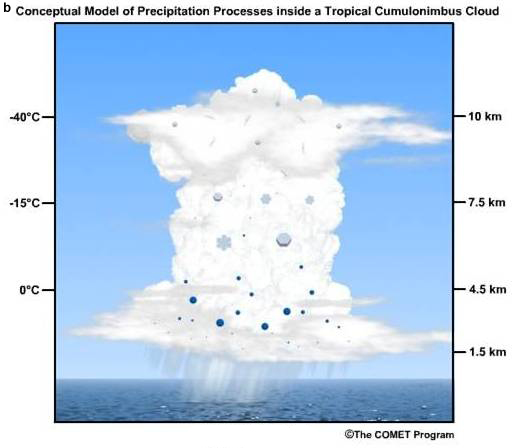 b Conceptual Model of Precipitation Processes inside a Tropical Cumulonimbus Cloud
-40°C
10 km
-15°C
7.5 km
0°C
4.5 km
1.5 km
©The COMET Program